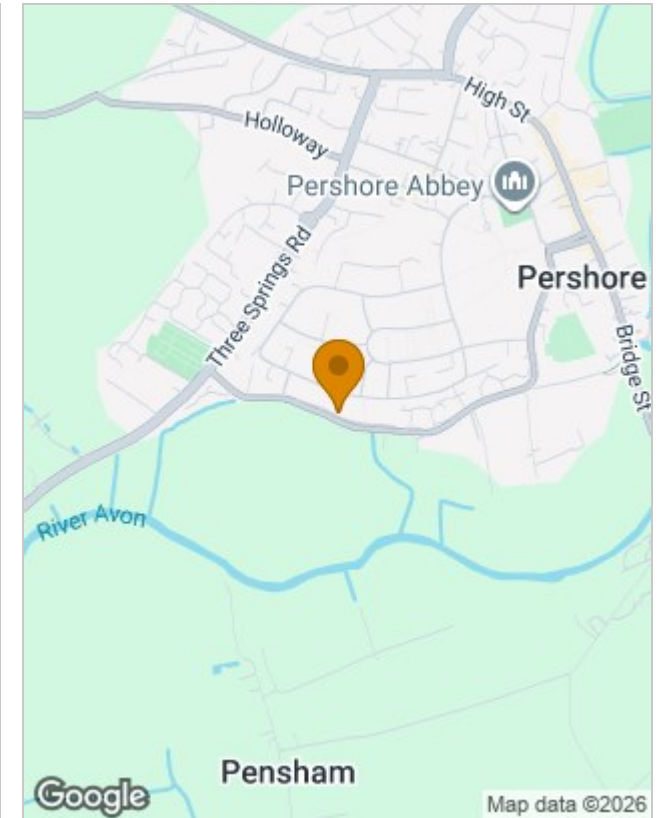 High St
Holloway
Pershore Abbey
Three Springs Rd
Pershore
Bridge St
River Avon
Pensham
Google
Map data ©2026